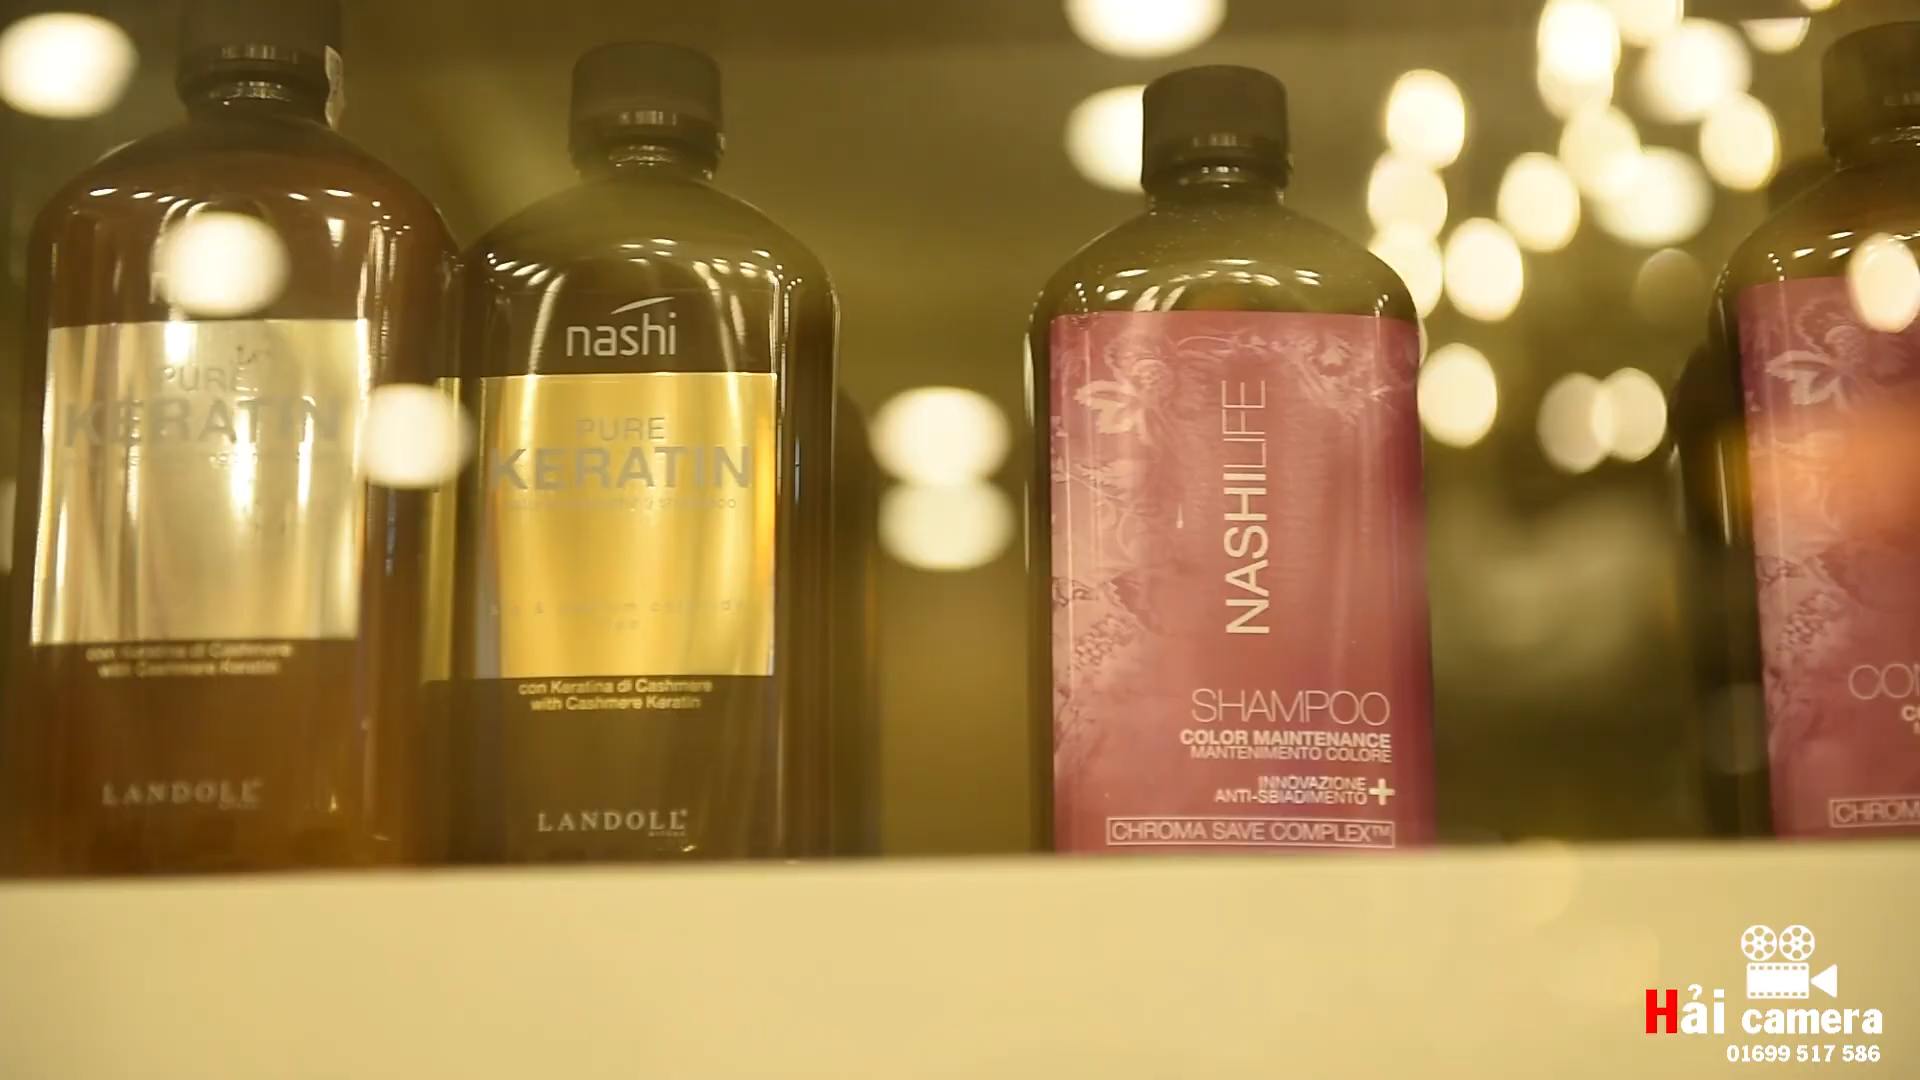 PURE
KERATIN
con Keratina di Cashmere
with Cashmere Keratin
LANDOLL
nashi
PURE
KERATIN
con Keratina di Cashmere
with Cashmere Keratin
LANDOLL
NASHILIFE
SHAMPOO
COLOR MAINTENANCE
MANTENIMENTO COLORE
INNOVAZIONE
ANTI-SBIADIMENTO+
CHROMA SAVE COMPLEX™
CON
CHROM
Hải camera
01699 517 586